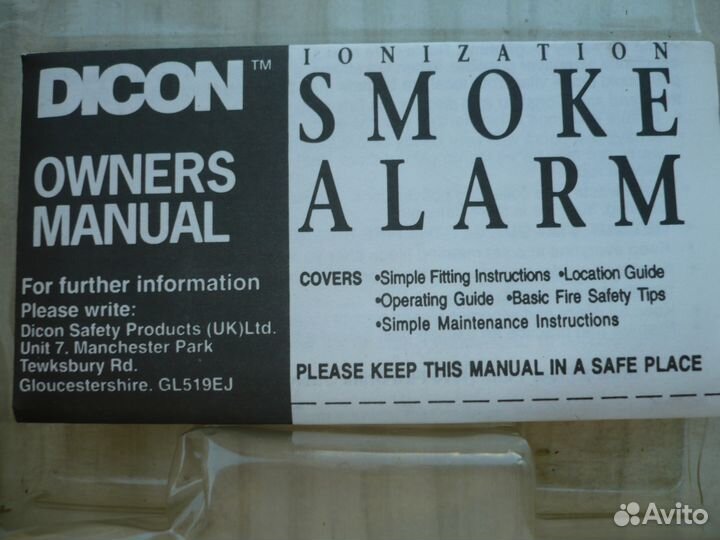 DICON™
OWNERS
MANUAL
For further information
Please write:
Dicon Safety Products (UK)Ltd.
Unit 7. Manchester Park
Tewksbury Rd.
Gloucestershire. GL519EJ
IONIZATION
SMOKE
ALARM
COVERS •Simple Fitting Instructions •Location Guide
•Operating Guide •Basic Fire Safety Tips
•Simple Maintenance Instructions
PLEASE KEEP THIS MANUAL IN A SAFE PLACE
Avito